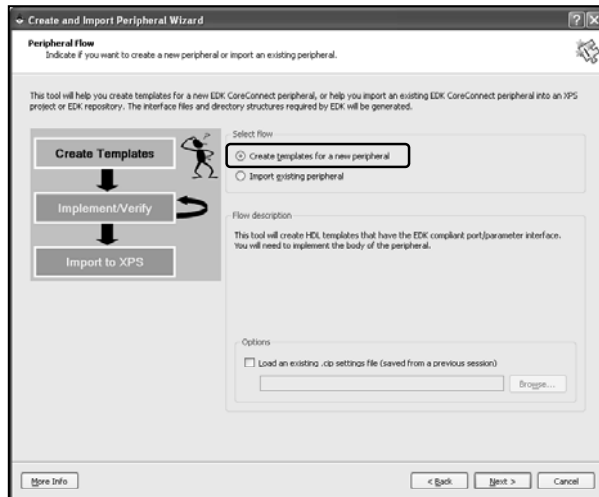 Create and Import Peripheral Wizard
Peripheral Flow
Indicate if you want to create a new peripheral or import an existing peripheral.
This tool will help you create templates for a new EDK CoreConnect peripheral, or help you import an existing EDK CoreConnect peripheral into an XPS
project or EDK repository. The interface files and directory structures required by EDK will be generated.
Create Templates
Implement/Verify
Import to XPS
Select flow
Create templates for a new peripheral
Import existing peripheral
Flow description
This tool will create HDL templates that have the EDK compliant port/parameter interface.
You will need to implement the body of the peripheral.
Options
Load an existing .cip settings file (saved from a previous session)
Browse...
More Info
< Back
Next >
Cancel